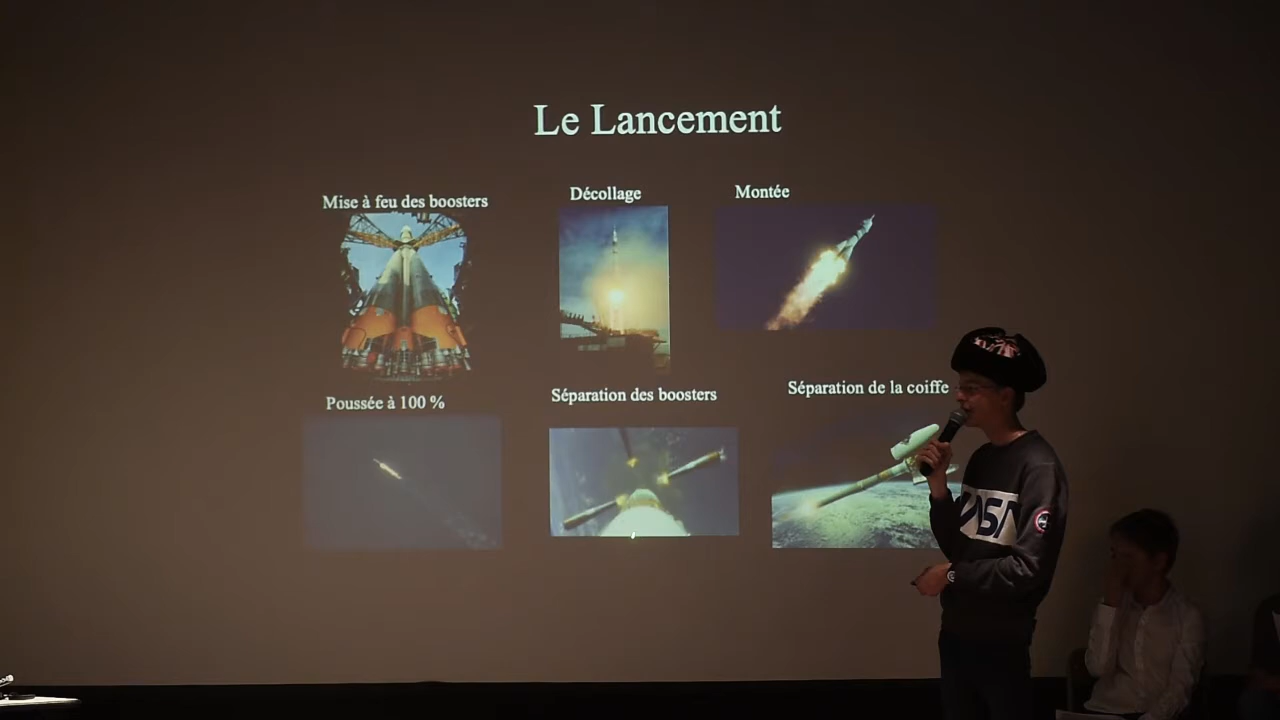 Le Lancement
Mise à feu des boosters
Décollage
Montée
Poussée à 100 %
Séparation des boosters
Séparation de la coiffe
NASA